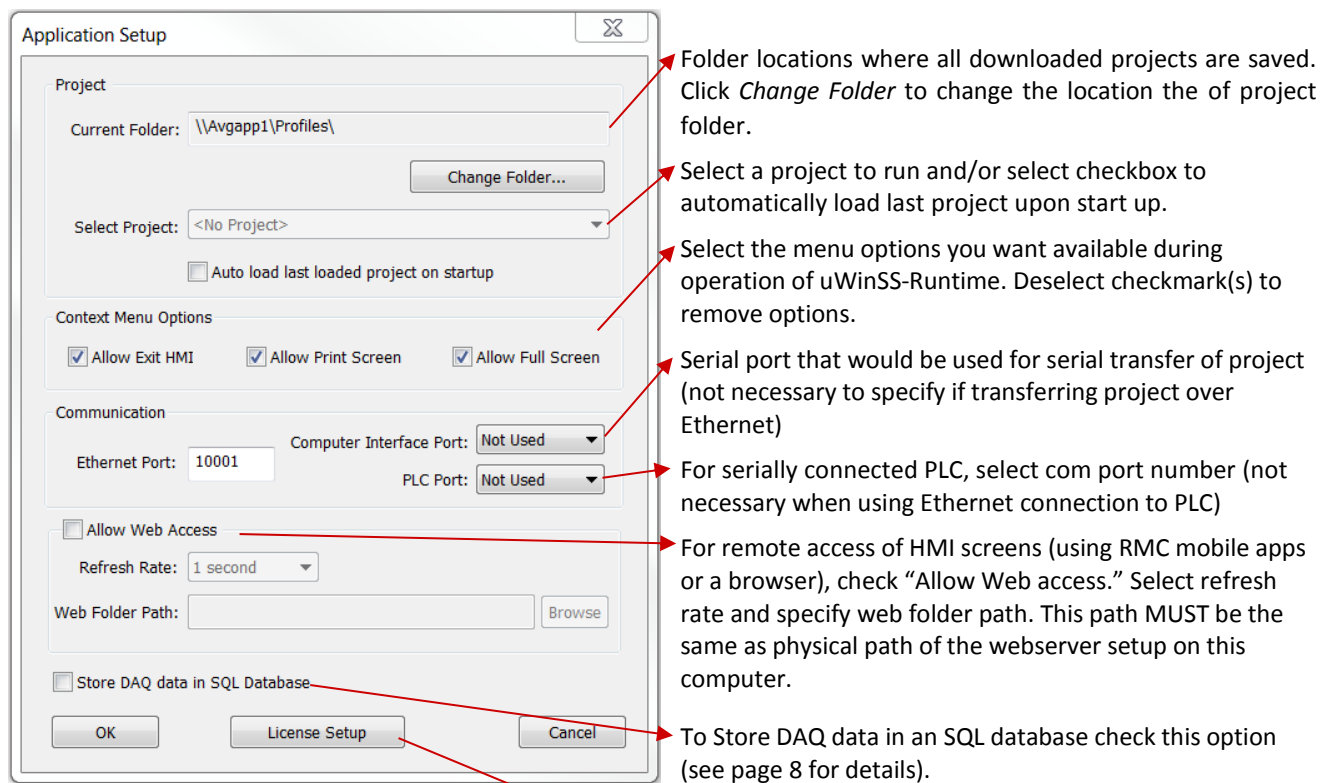 Application Setup
Project
Current Folder: \\Avgapp1\Profiles\
Change Folder...
Select Project: <No Project>
Auto load last loaded project on startup
Context Menu Options
Allow Exit HMI Allow Print Screen Allow Full Screen
Communication
Computer Interface Port: Not Used
Ethernet Port: 10001
PLC Port: Not Used
Allow Web Access
Refresh Rate: 1 second
Web Folder Path: Browse
Store DAQ data in SQL Database
OK License Setup Cancel
Folder locations where all downloaded projects are saved.
Click Change Folder to change the location the of project
folder.
Select a project to run and/or select checkbox to
automatically load last project upon start up.
Select the menu options you want available during
operation of uWinSS-Runtime. Deselect checkmark(s) to
remove options.
Serial port that would be used for serial transfer of project
(not necessary to specify if transferring project over
Ethernet)
For serially connected PLC, select com port number (not
necessary when using Ethernet connection to PLC)
For remote access of HMI screens (using RMC mobile apps
or a browser), check “Allow Web access.” Select refresh
rate and specify web folder path. This path MUST be the
same as physical path of the webserver setup on this
computer.
To Store DAQ data in an SQL database check this option
(see page 8 for details).